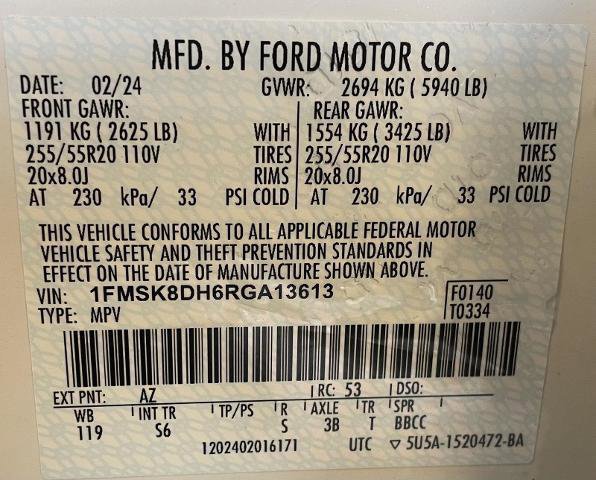 MFD. BY FORD MOTOR CO.
DATE: 02/24 GVWR: 2694 KG ( 5940 LB)
FRONT GAWR: REAR GAWR:
1191 KG ( 2625 LB) WITH 1554 KG ( 3425 LB) WITH
255/55R20 110V TIRES 255/55R20 110V TIRES
20x8.0J RIMS 20x8.0J RIMS
AT 230 kPa/ 33 PSI COLD AT 230 kPa/ 33 PSI COLD
THIS VEHICLE CONFORMS TO ALL APPLICABLE FEDERAL MOTOR
VEHICLE SAFETY AND THEFT PREVENTION STANDARDS IN
EFFECT ON THE DATE OF MANUFACTURE SHOWN ABOVE.
VIN: 1FMSK8DH6RGA13613 F0140
TYPE: MPV T0334
EXT PNT: AZ RC: 53 DSO:
WB INT TR TP/PS R AXLE TR SPR
119 S6 S 3B T BBCC
1202402016171 UTC ▽ 5U5A-1520472-BA